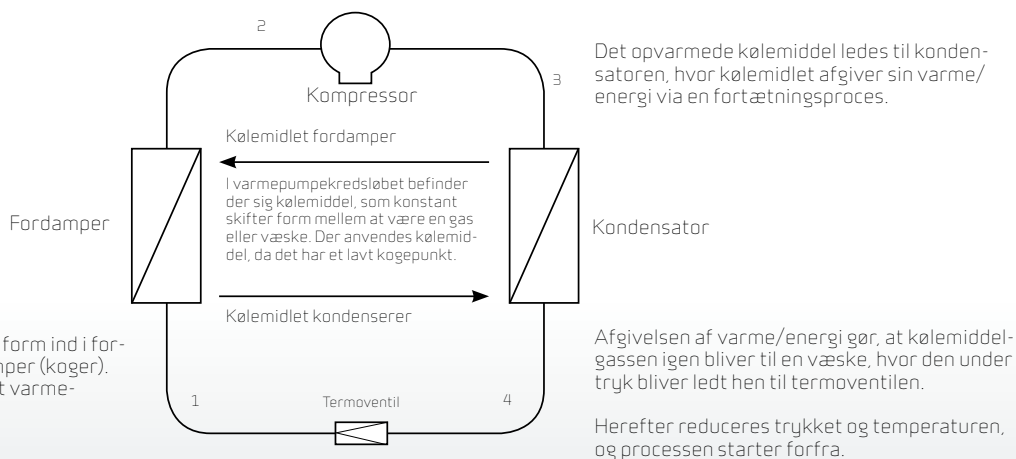 2
Kompressor
3
Det opvarmede kølemiddel ledes til konden-
satoren, hvor kølemidlet afgiver sin varme/
energi via en fortætningsproces.
Kølemidlet fordamper
I varmepumpekredsløbet befinder
der sig kølemiddel, som konstant
skifter form mellem at være en gas
eller væske. Der anvendes kølemid-
del, da det har et lavt kogepunkt.
Fordamper
Kondensator
Kølemidlet kondenserer
form ind i for-
mper (koger).
t varme-
1
Termoventil
4
Afgivelsen af varme/energi gør, at kølemiddel-
gassen igen bliver til en væske, hvor den under
tryk bliver ledt hen til termoventilen.
Herefter reduceres trykket og temperaturen,
og processen starter forfra.